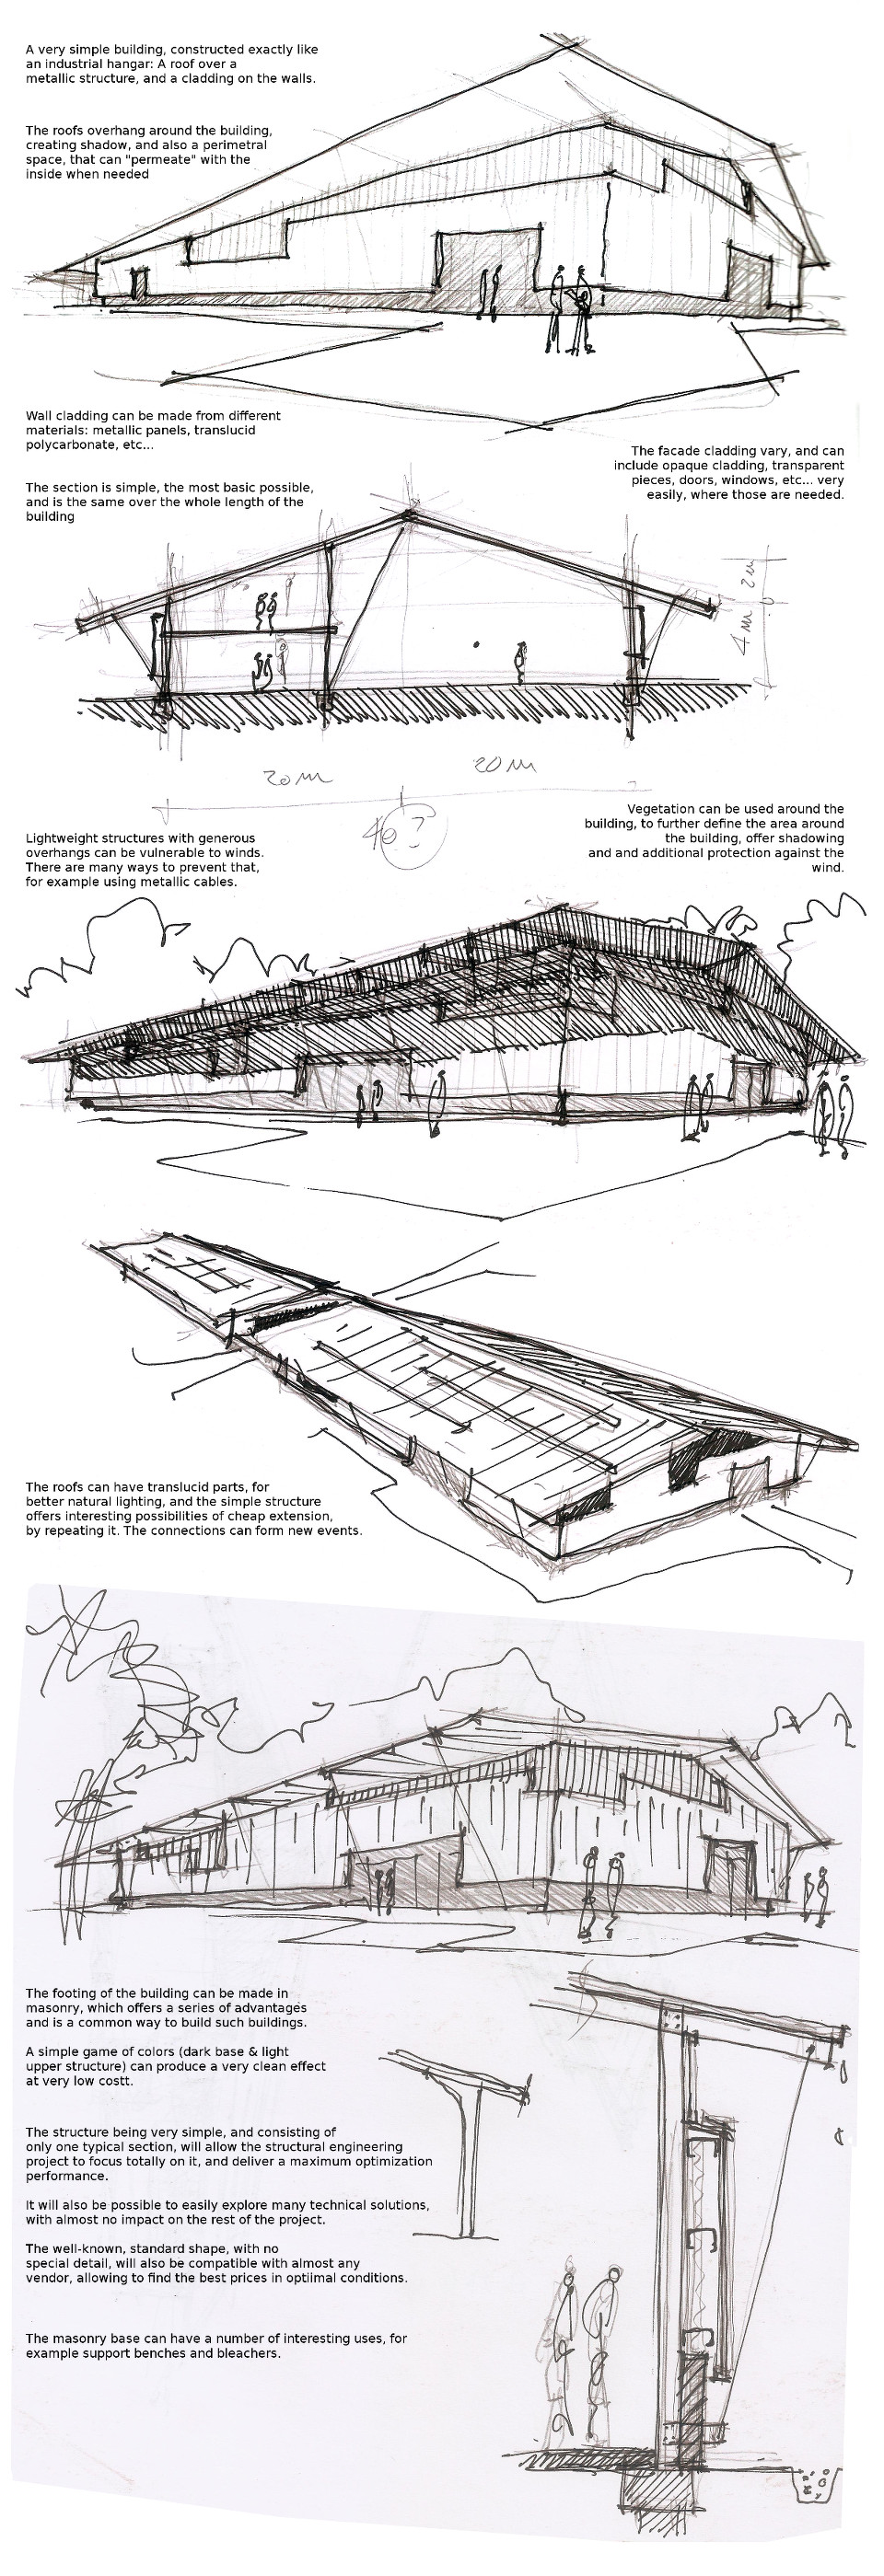 A very simple building, constructed exactly like
an industrial hangar: A roof over a
metallic structure, and a cladding on the walls.
The roofs overhang around the building,
creating shadow, and also a perimetral
space, that can "permeate" with the
inside when needed
Wall cladding can be made from different
materials: metallic panels, translucid
polycarbonate, etc...
The facade cladding vary, and can
include opaque cladding, transparent
pieces, doors, windows, etc... very
easily, where those are needed.
The section is simple, the most basic possible,
and is the same over the whole length of the
building
2 m
4 m
20 m
20 m
40?
Vegetation can be used around the
building, to further define the area around
the building, offer shadowing
and and additional protection against the
wind.
Lightweight structures with generous
overhangs can be vulnerable to winds.
There are many ways to prevent that,
for example using metallic cables.
The roofs can have translucid parts, for
better natural lighting, and the simple structure
offers interesting possibilities of cheap extension,
by repeating it. The connections can form new events.
The footing of the building can be made in
masonry, which offers a series of advantages
and is a common way to build such buildings.
A simple game of colors (dark base & light
upper structure) can produce a very clean effect
at very low costt.
The structure being very simple, and consisting of
only one typical section, will allow the structural engineering
project to focus totally on it, and deliver a maximum optimization
performance.
It will also be possible to easily explore many technical solutions,
with almost no impact on the rest of the project.
The well-known, standard shape, with no
special detail, will also be compatible with almost any
vendor, allowing to find the best prices in optiimal conditions.
The masonry base can have a number of interesting uses, for
example support benches and bleachers.